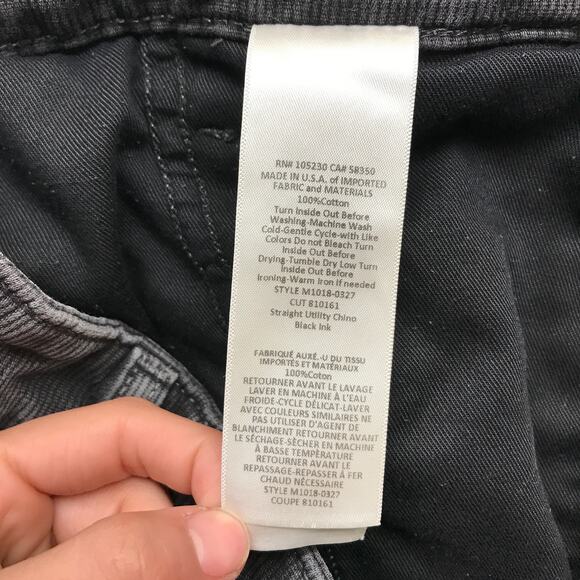 RN# 105230 CA# 58350
MADE IN U.S.A. of IMPORTED
FABRIC and MATERIALS
100%Cotton
Turn Inside Out Before
Washing-Machine Wash
Cold-Gentle Cycle-with Like
Colors Do not Bleach Turn
Inside Out Before
Drying-Tumble Dry Low Turn
Inside Out Before
Ironing-Warm Iron if needed
STYLE M1018-0327
CUT 810161
Straight Utility Chino
Black Ink
FABRIQUÉ AUXÉ.-U DU TISSU
IMPORTÉS ET MATÉRIAUX
100%Cotton
RETOURNER AVANT LE LAVAGE
LAVER EN MACHINE À L'EAU
FROIDE-CYCLE DÉLICAT-LAVER
AVEC COULEURS SIMILAIRES NE
PAS UTILISER D'AGENT DE
BLANCHIMENT RETOURNER AVANT
LE SÉCHAGE-SÉCHER EN MACHINE
À BASSE TEMPÈRATURE
RETOURNER AVANT LE
REPASSAGE-REPASSER À FER
CHAUD NÉCESSAIRE
STYLE M1018-0327
COUPE 810161